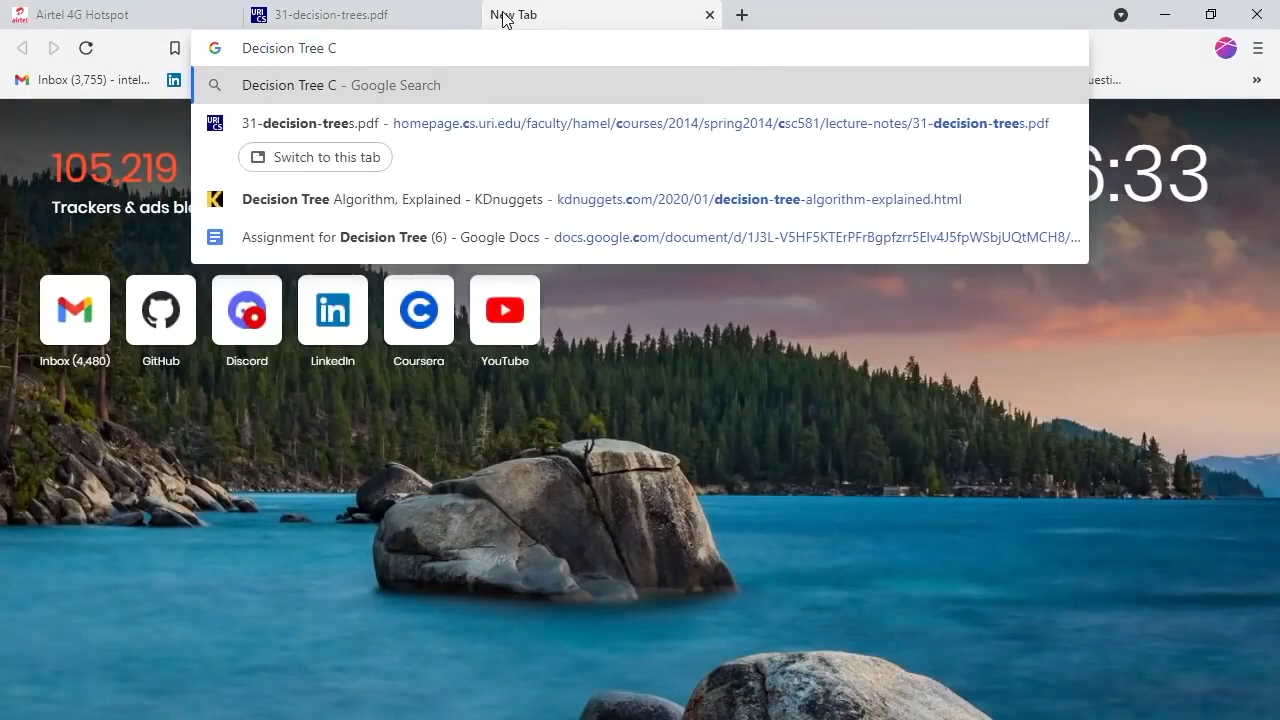 Airtel 4G Hotspot
31-decision-trees.pdf
New Tab
Decision Tree C
Inbox (3,755) - intel...
Decision Tree C - Google Search
uesti...
31-decision-trees.pdf - homepage.cs.uri.edu/faculty/hamel/courses/2014/spring2014/csc581/lecture-notes/31-decision-trees.pdf
Switch to this tab
Decision Tree Algorithm, Explained - KDnuggets - kdnuggets.com/2020/01/decision-tree-algorithm-explained.html
Assignment for Decision Tree (6) - Google Docs - docs.google.com/document/d/1J3L-V5HF5KTErPFrBgpfzrr5Elv4J5fpWSbjUQtMCH8/...
105,219
Trackers & ads ble
6:33
Inbox (4,480)
GitHub
Discord
LinkedIn
Coursera
YouTube